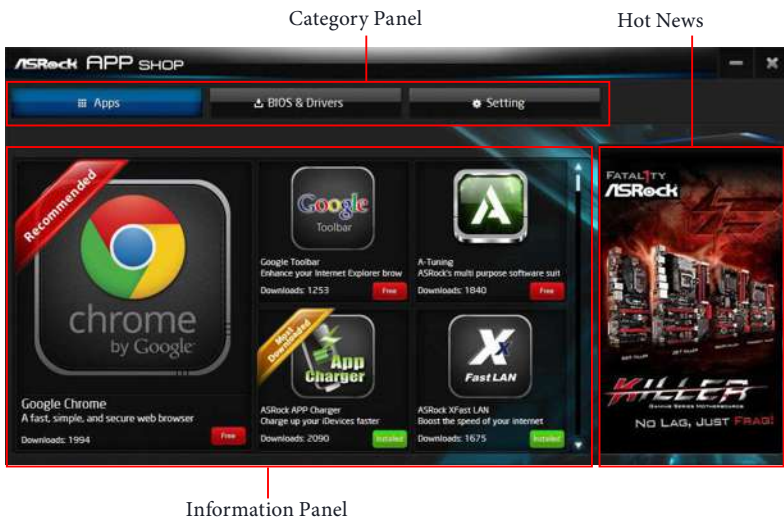 Category Panel
Hot News
ASRock APP SHOP
Apps
BIOS & Drivers
Setting
Recommended
chrome
by Google
Google Chrome
A fast, simple, and secure web browser
Downloads: 1994
Free
Google
Toolbar
Google Toolbar
Enhance your Internet Explorer brow
Downloads: 1253
Free
A-Tuning
ASRock's multi purpose software suit
Downloads: 1840
Free
Most
Downloaded
App
Charger
ASRock APP Charger
Charge up your iDevices faster
Downloads: 2090
Installed
X
Fast LAN
ASRock XFast LAN
Boost the speed of your internet
Downloads: 1675
Installed
FATAL1TY
ASRock
KILLER
GAMING SERIES MOTHERBOARD
NO LAG, JUST FRAG!
Information Panel